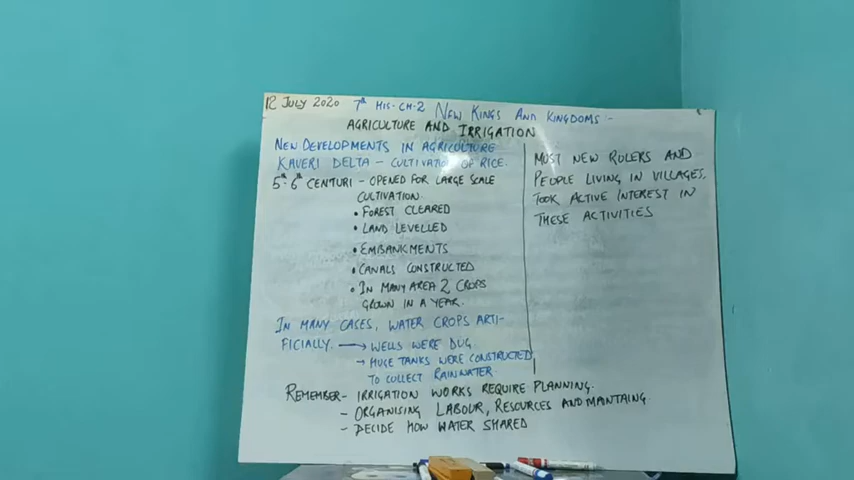 12 JULY 2020 7th HIS-CH-2 NEW KINGS AND KINGDOMS:-
AGRICULTURE AND IRRIGATION
NEW DEVELOPMENTS IN AGRICULTURE
KAVERI DELTA - CULTIVATION OF RICE.
5th-6th CENTURI - OPENED FOR LARGE SCALE
CULTIVATION.
• FOREST CLEARED
• LAND LEVELLED
• EMBANKMENTS
• CANALS CONSTRUCTED
• IN MANY AREA 2 CROPS
GROWN IN A YEAR.
IN MANY CASES, WATER CROPS ARTI-
FICIALLY. → WELLS WERE DUG
→ HUGE TANKS WERE CONSTRUCTED
TO COLLECT RAINWATER
REMEMBER - IRRIGATION WORKS REQUIRE PLANNING.
- ORGANISING LABOUR, RESOURCES AND MANTAING
- DECIDE HOW WATER SHARED
MOST NEW RULERS AND
PEOPLE LIVING IN VILLAGES.
TOOK ACTIVE INTEREST IN
THESE ACTIVITIES